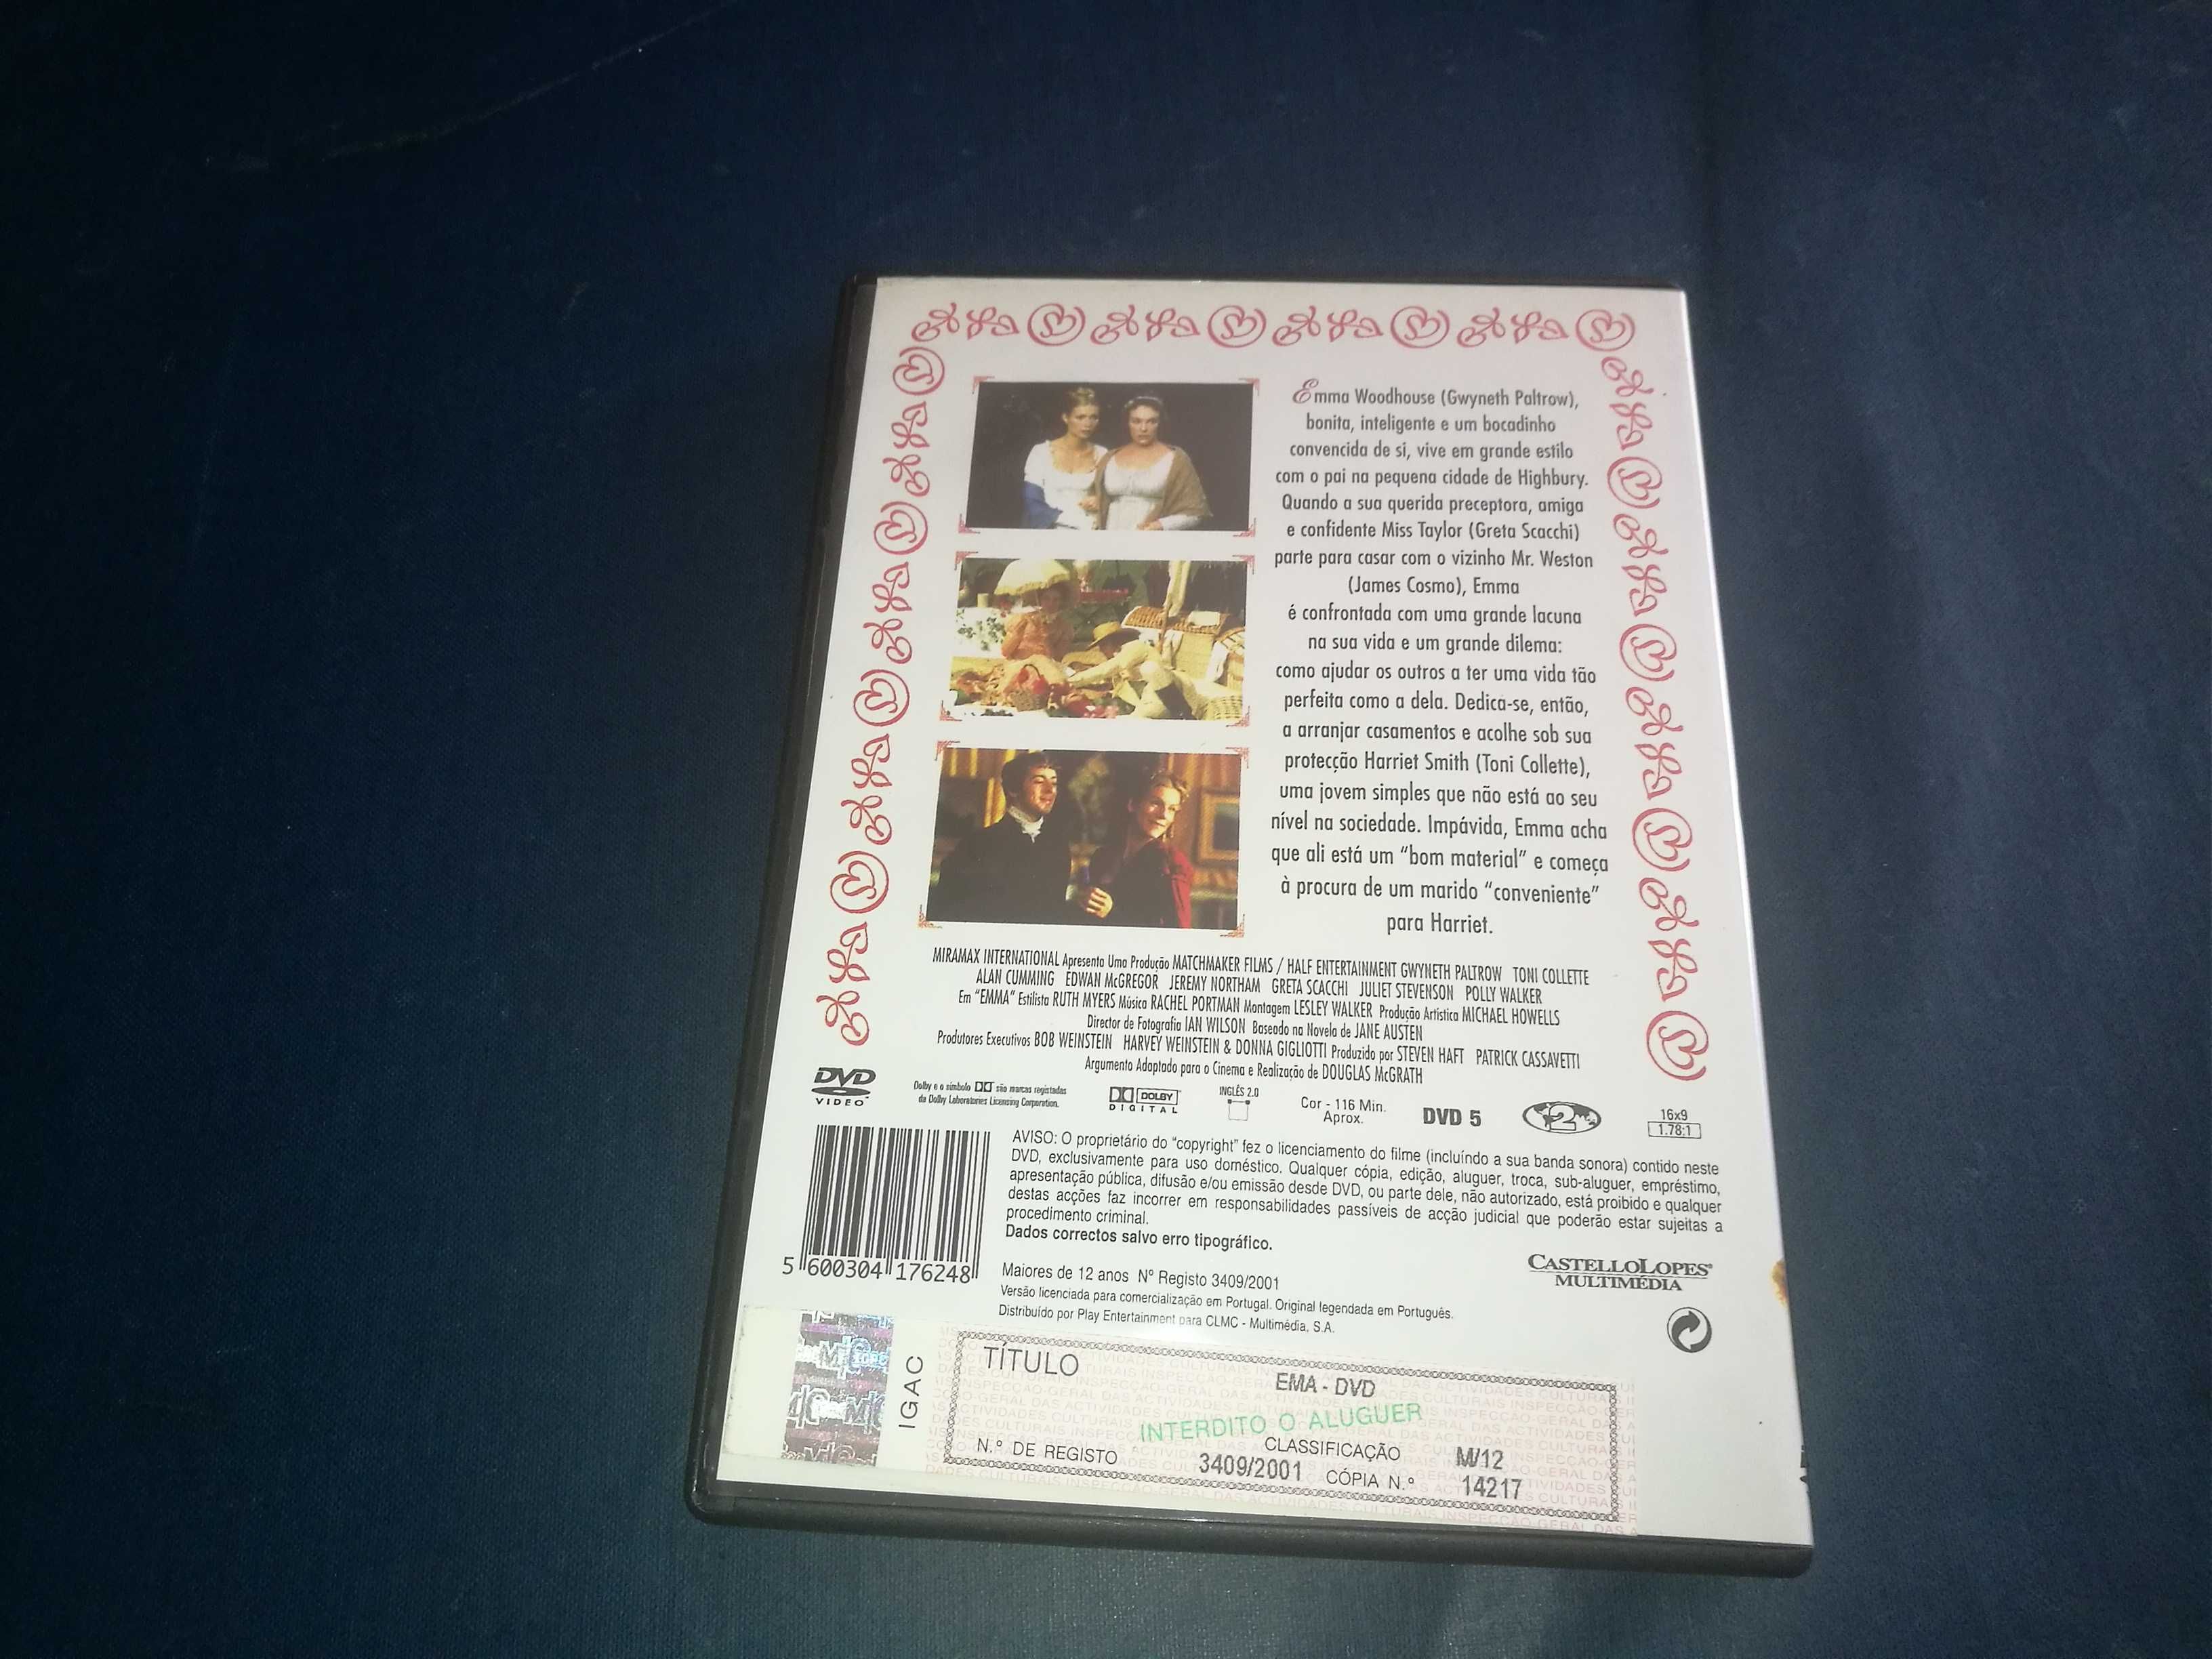 Emma Woodhouse (Gwyneth Paltrow),
bonita, inteligente e um bocadinho
convencida de si, vive em grande estilo
com o pai na pequena cidade de Highbury.
Quando a sua querida preceptora, amiga
e confidente Miss Taylor (Greta Scacchi)
parte para casar com o vizinho Mr. Weston
(James Cosmo), Emma
é confrontada com uma grande lacuna
na sua vida e um grande dilema:
como ajudar os outros a ter uma vida tão
perfeita como a dela. Dedica-se, então,
a arranjar casamentos e acolhe sob sua
protecção Harriet Smith (Toni Collette),
uma jovem simples que não está ao seu
nível na sociedade. Impávida, Emma acha
que ali está um “bom material” e começa
à procura de um marido “conveniente”
para Harriet.
MIRAMAX INTERNATIONAL Apresenta Uma Produção MATCHMAKER FILMS / HALF ENTERTAINMENT GWYNETH PALTROW TONI COLLETTE
ALAN CUMMING EDWAN McGREGOR JEREMY NORTHAM GRETA SCACCHI JULIET STEVENSON POLLY WALKER
Em “EMMA” Estilista RUTH MYERS Música RACHEL PORTMAN Montagem LESLEY WALKER Produção Artística MICHAEL HOWELLS
Director de Fotografia IAN WILSON Baseado na Novela de JANE AUSTEN
Produtores Executivos BOB WEINSTEIN HARVEY WEINSTEIN & DONNA GIGLIOTTI Produzido por STEVEN HAFT PATRICK CASSAVETTI
Argumento Adaptado para o Cinema e Realização de DOUGLAS McGRATH
DVD VIDEO
Dolby e o símbolo são marcas registadas
da Dolby Laboratories Licensing Corporation.
DOLBY DIGITAL
INGLÊS 2.0
Cor - 116 Min.
Aprox.
DVD 5
2
16x9
1.78:1
AVISO: O proprietário do “copyright” fez o licenciamento do filme (incluíndo a sua banda sonora) contido neste
DVD, exclusivamente para uso doméstico. Qualquer cópia, edição, aluguer, troca, sub-aluguer, empréstimo,
apresentação pública, difusão e/ou emissão desde DVD, ou parte dele, não autorizado, está proibido e qualquer
destas acções faz incorrer em responsabilidades passíveis de acção judicial que poderão estar sujeitas a
procedimento criminal.
Dados correctos salvo erro tipográfico.
5 600304 176248
Maiores de 12 anos Nº Registo 3409/2001
Versão licenciada para comercialização em Portugal. Original legendada em Português.
Distribuído por Play Entertainment para CLMC - Multimédia, S.A.
CASTELLOLOPES
MULTIMÉDIA
IGAC
TÍTULO
EMA - DVD
INTERDITO O ALUGUER
CLASSIFICAÇÃO M/12
N.º DE REGISTO 3409/2001 CÓPIA N.º 14217